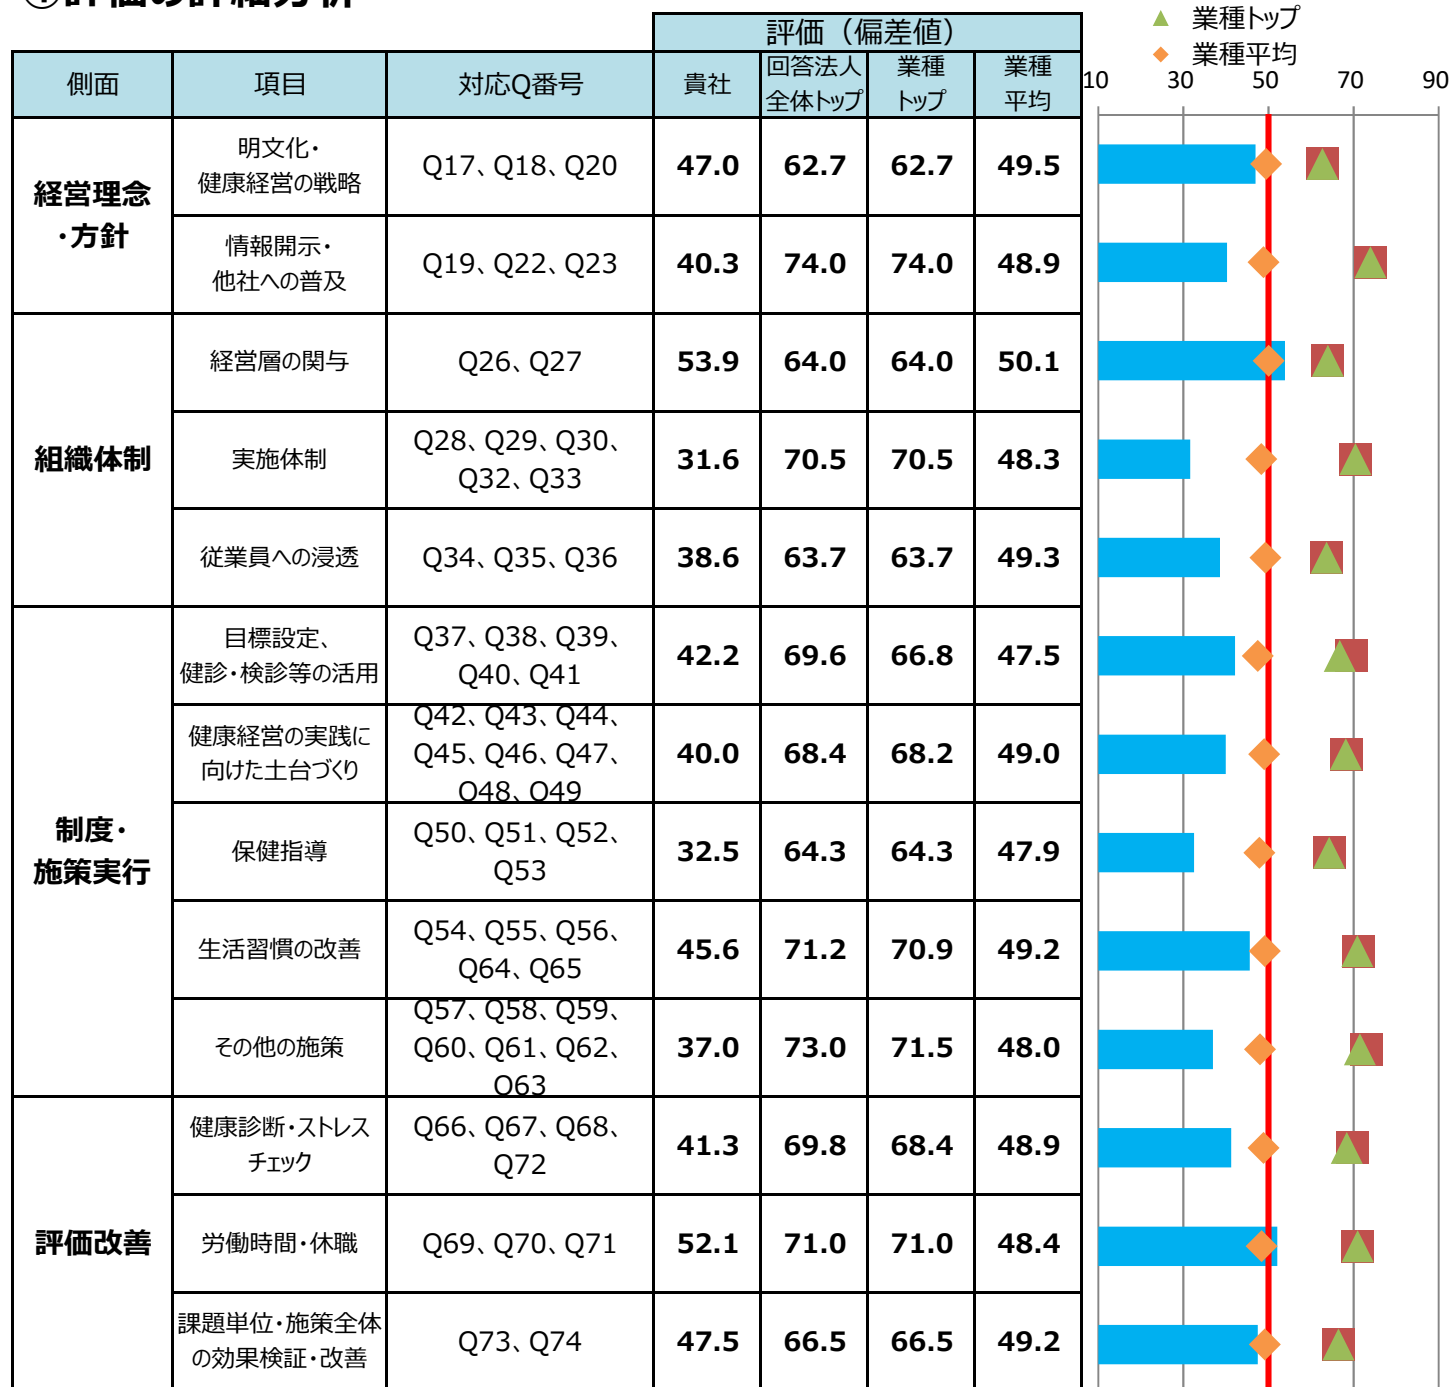 ①評価の詳細分析
▲ 業種トップ
◆ 業種平均
評価（偏差値）
側面 項目 対応Q番号 貴社 回答法人 業種 業種
全体トップ トップ 平均
10 30 50 70 90
経営理念
・方針
明文化・
健康経営の戦略
Q17、Q18、Q20 47.0 62.7 62.7 49.5
情報開示・
他社への普及
Q19、Q22、Q23 40.3 74.0 74.0 48.9
組織体制
経営層の関与 Q26、Q27 53.9 64.0 64.0 50.1
実施体制
Q28、Q29、Q30、
Q32、Q33
31.6 70.5 70.5 48.3
従業員への浸透 Q34、Q35、Q36 38.6 63.7 63.7 49.3
制度・
施策実行
目標設定、
健診・検診等の活用
Q37、Q38、Q39、
Q40、Q41
42.2 69.6 66.8 47.5
健康経営の実践に
向けた土台づくり
Q42、Q43、Q44、
Q45、Q46、Q47、
Q48、Q49
40.0 68.4 68.2 49.0
保健指導
Q50、Q51、Q52、
Q53
32.5 64.3 64.3 47.9
生活習慣の改善
Q54、Q55、Q56、
Q64、Q65
45.6 71.2 70.9 49.2
その他の施策
Q57、Q58、Q59、
Q60、Q61、Q62、
Q63
37.0 73.0 71.5 48.0
評価改善
健康診断・ストレス
チェック
Q66、Q67、Q68、
Q72
41.3 69.8 68.4 48.9
労働時間・休職 Q69、Q70、Q71 52.1 71.0 71.0 48.4
課題単位・施策全体
の効果検証・改善
Q73、Q74 47.5 66.5 66.5 49.2